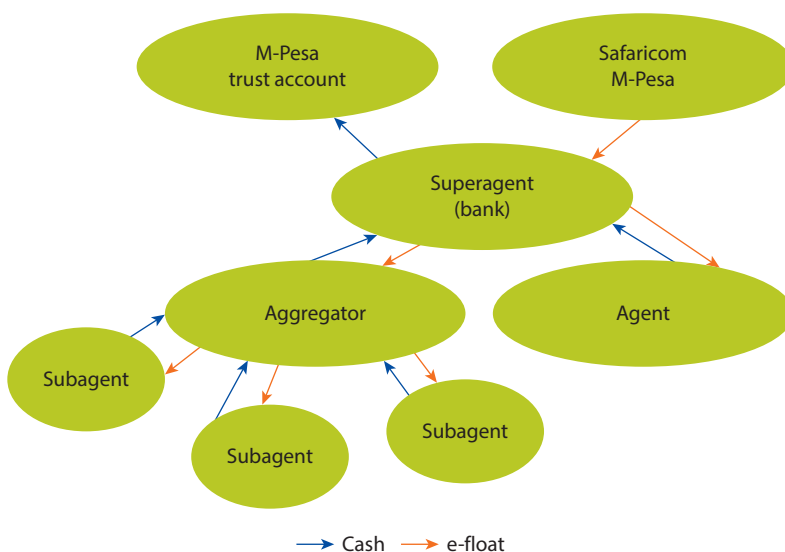 M-Pesa
trust account
Safaricom
M-Pesa
Superagent
(bank)
Aggregator
Agent
Subagent
Subagent
Subagent
Cash
e-float